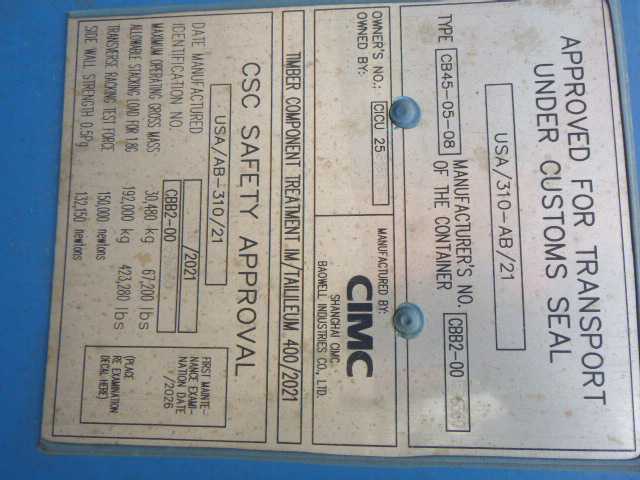 APPROVED FOR TRANSPORT
UNDER CUSTOMS SEAL
USA/310-AB/21
TYPE CB45-05-08 MANUFACTURER'S NO.
OF THE CONTAINER CBB2-00
OWNER'S NO.: CICU 25
OWNED BY:
MANUFACTURED BY:
CIMC
SHANGHAI CIMC
BAOWELL INDUSTRIES CO., LTD.
TIMBER COMPONENT TREATMENT IM/TAILILEUM 400/2021
CSC SAFETY APPROVAL
USA/AB-310/21
DATE MANUFACTURED /2021
IDENTIFICATION NO. CBB2-00
MAXIMUM OPERATING GROSS MASS 30,480 kg 67,200 lbs
ALLOWABLE STACKING LOAD FOR 1.8G 192,000 kg 423,280 lbs
TRANSVERSE RACKING TEST FORCE 150,000 newtons
SIDE WALL STRENGTH 0.5Pg 132,150 newtons
FIRST MAINTE-
NANCE EXAMI-
NATION DATE
/2026
(PLACE
RE EXAMINATION
DECAL HERE)